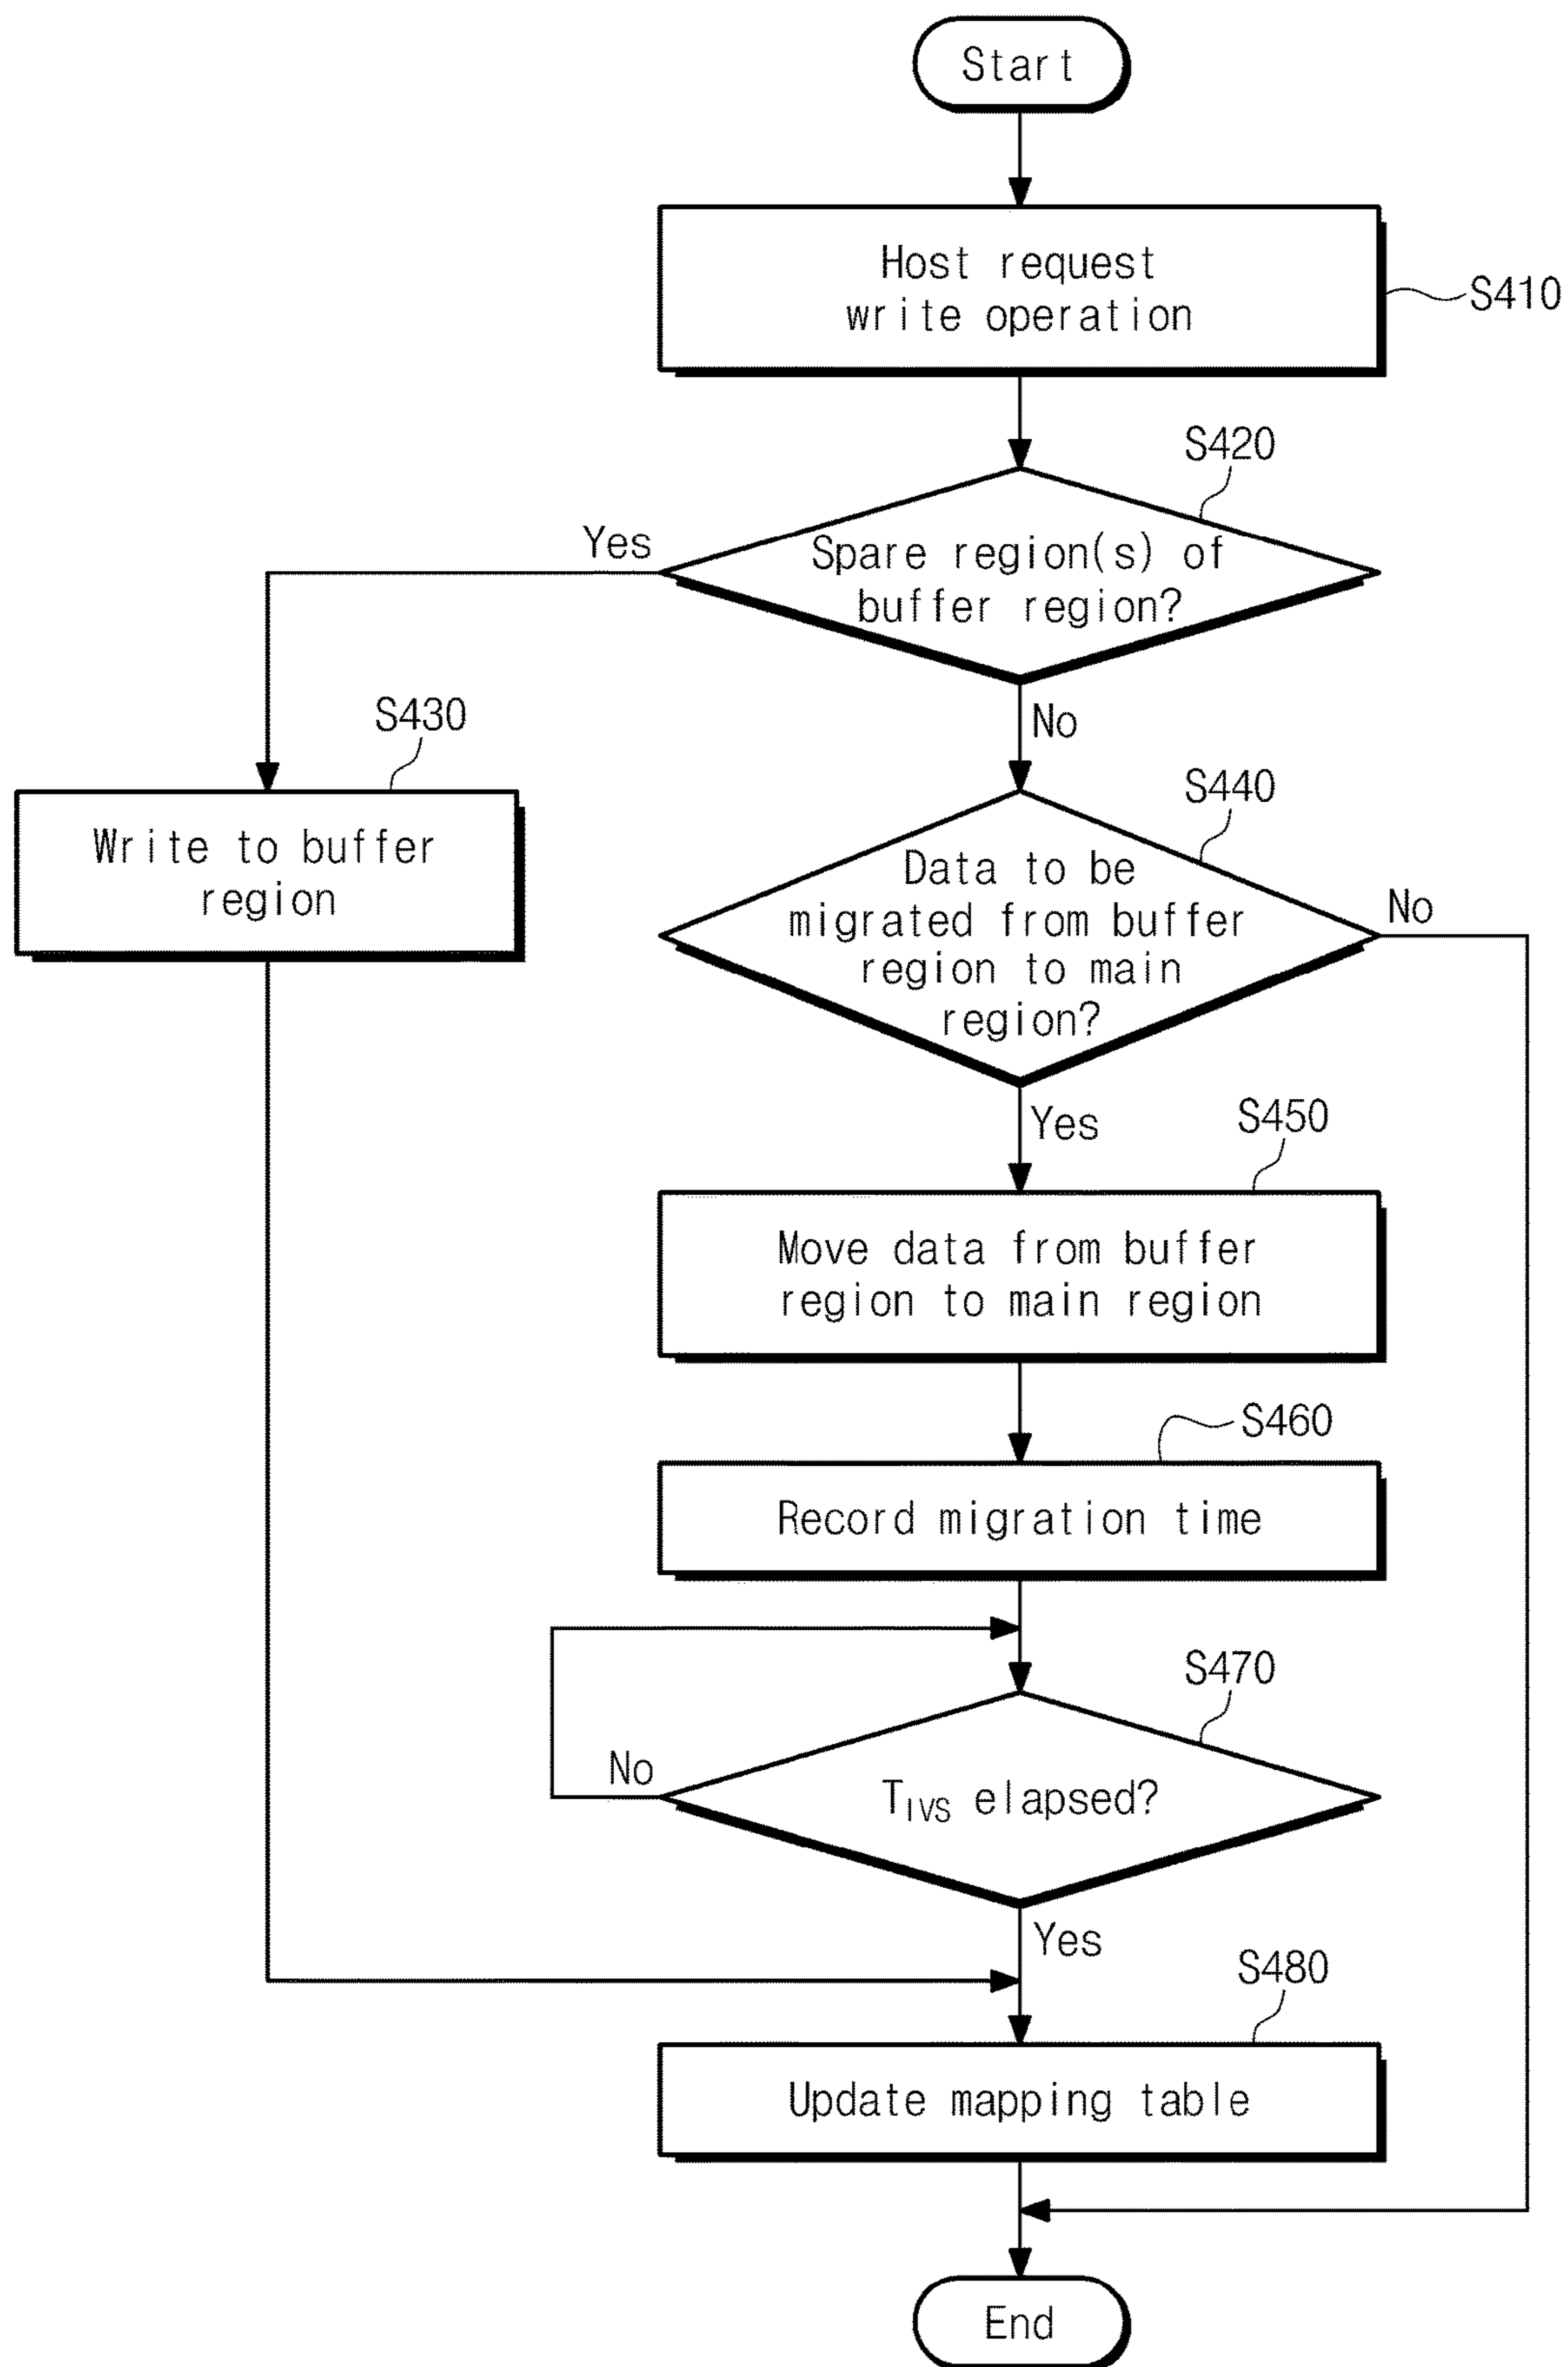 Start
Host request
write operation
S410
S420
Spare region(s) of
buffer region?
Yes
No
S430
Write to buffer
region
S440
Data to be
migrated from buffer
region to main
region?
No
Yes
S450
Move data from buffer
region to main region
S460
Record migration time
S470
TIVS elapsed?
No
Yes
S480
Update mapping table
End